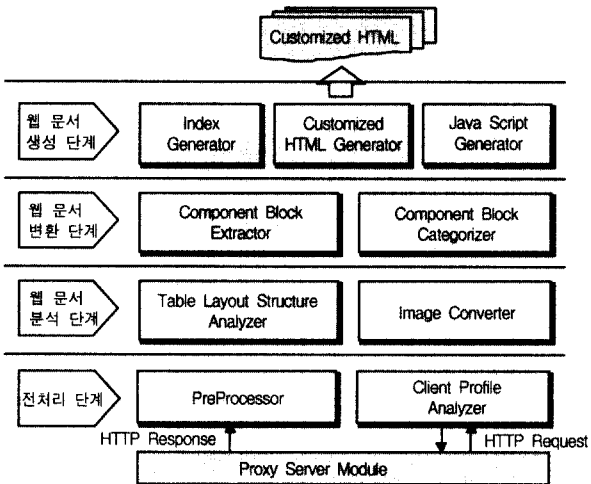 Customized HTML
웹 문서
생성 단계
Index
Generator
Customized
HTML Generator
Java Script
Generator
웹 문서
변환 단계
Component Block
Extractor
Component Block
Categorizer
웹 문서
분석 단계
Table Layout Structure
Analyzer
Image Converter
전처리 단계
PreProcessor
Client Profile
Analyzer
HTTP Response
HTTP Request
Proxy Server Module